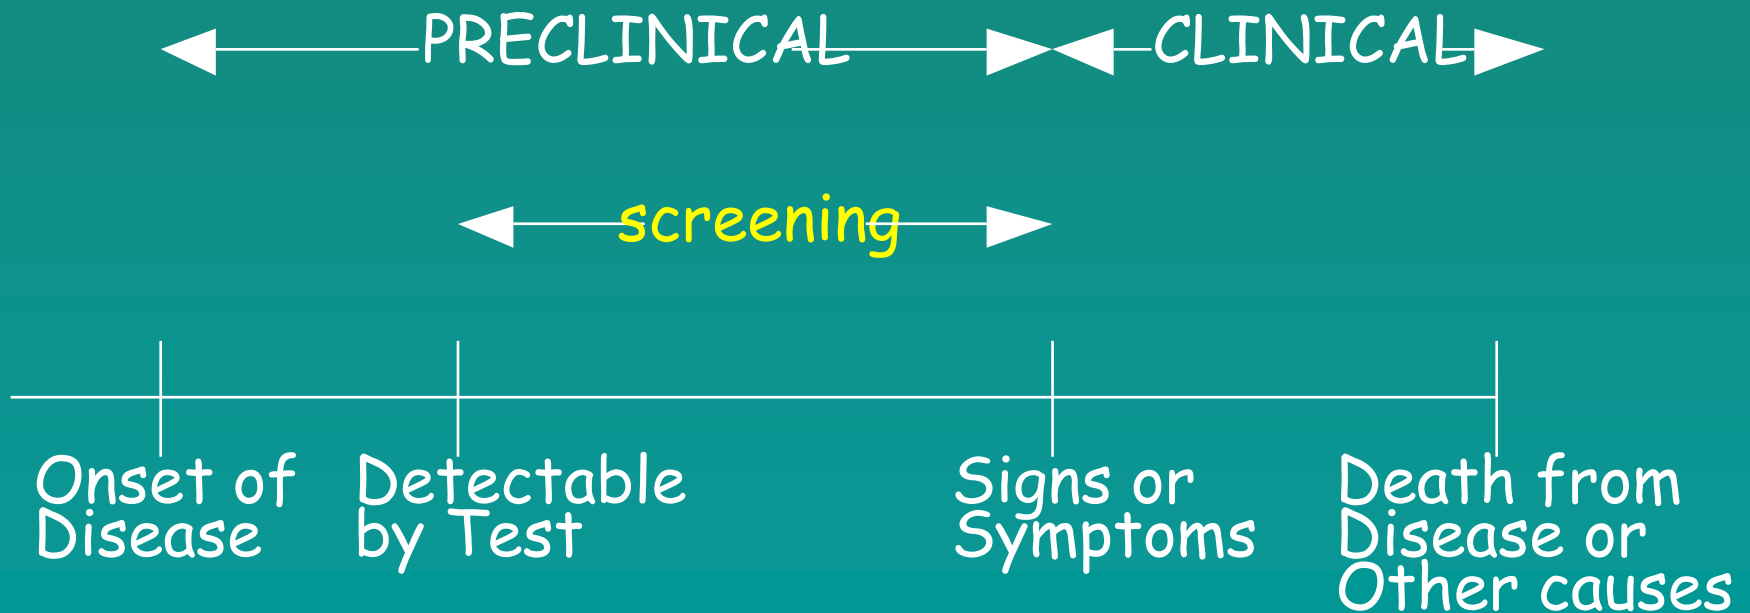 PRECLINICAL
CLINICAL
screening
Onset of
Disease
Detectable
by Test
Signs or
Symptoms
Death from
Disease or
Other causes